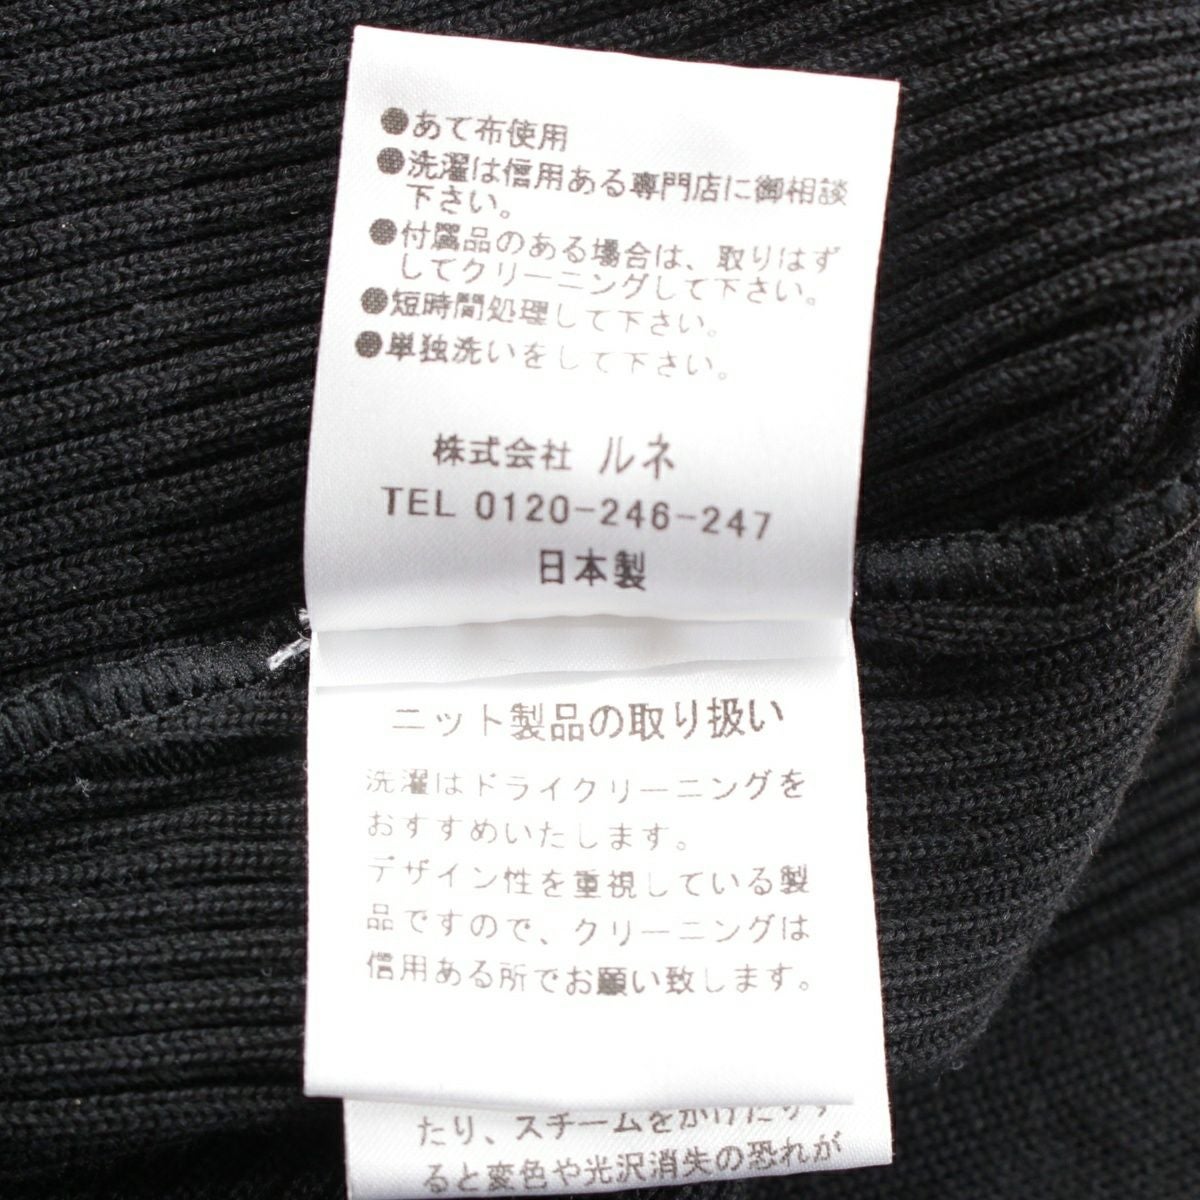 ●あて布使用
●洗濯は信用ある専門店に御相談
下さい。
●付属品のある場合は、取りはず
してクリーニングして下さい。
●短時間処理して下さい。
●単独洗いをして下さい。
株式会社 ルネ
TEL 0120-246-247
日本製
ニット製品の取り扱い
洗濯はドライクリーニングを
おすすめいたします。
デザイン性を重視している製
品ですので、クリーニングは
信用ある所でお願い致します。
たり、スチームをかけたりす
ると変色や光沢消失の恐れが